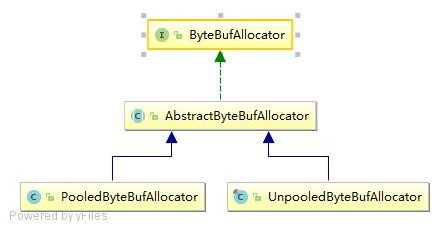 I ByteBufAllocator
C AbstractByteBufAllocator
C PooledByteBufAllocator
C UnpooledByteBufAllocator
Powered by yFiles